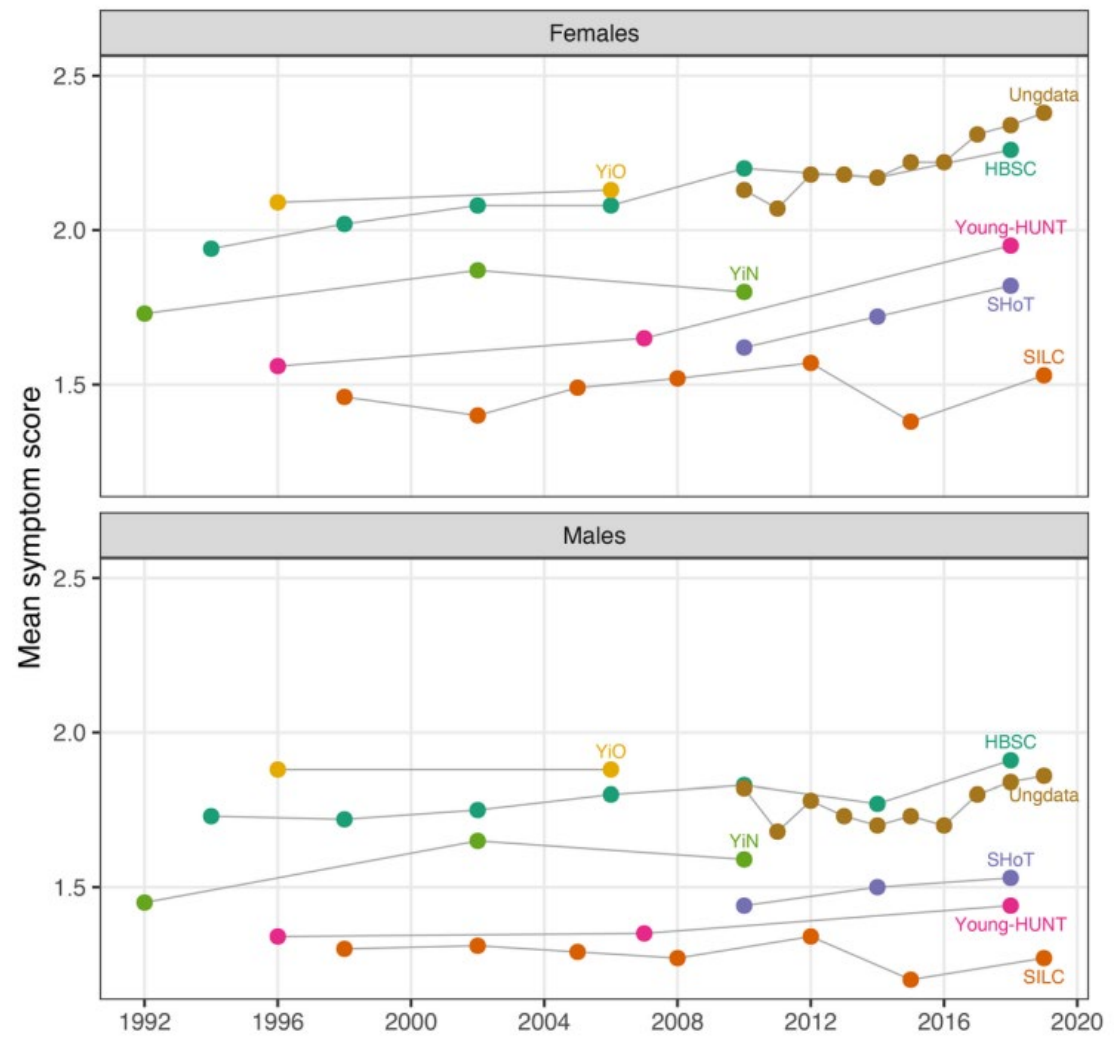 Females
2.5
Ungdata
YiO
HBSC
2.0
Young-HUNT
YiN
SHoT
SILC
1.5
Mean symptom score
Males
2.5
2.0
HBSC
YiO
Ungdata
YiN
SHoT
1.5
Young-HUNT
SILC
1992 1996 2000 2004 2008 2012 2016 2020